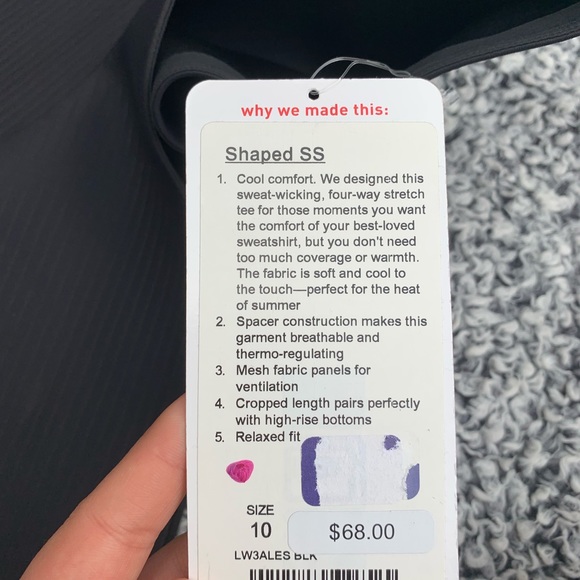 why we made this:
Shaped SS
1. Cool comfort. We designed this
sweat-wicking, four-way stretch
tee for those moments you want
the comfort of your best-loved
sweatshirt, but you don't need
too much coverage or warmth.
The fabric is soft and cool to
the touch—perfect for the heat
of summer
2. Spacer construction makes this
garment breathable and
thermo-regulating
3. Mesh fabric panels for
ventilation
4. Cropped length pairs perfectly
with high-rise bottoms
5. Relaxed fit
SIZE
10
$68.00
LW3ALES BLK